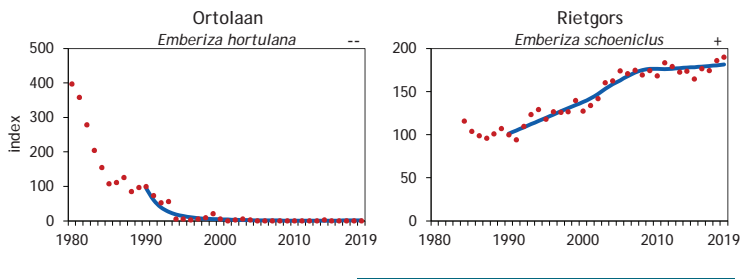 Ortolaan
Emberiza hortulana --
500
400
300
200
100
0
index
1980 1990 2000 2010 2019
Rietgors
Emberiza schoeniclus +
200
150
100
50
0
1980 1990 2000 2010 2019